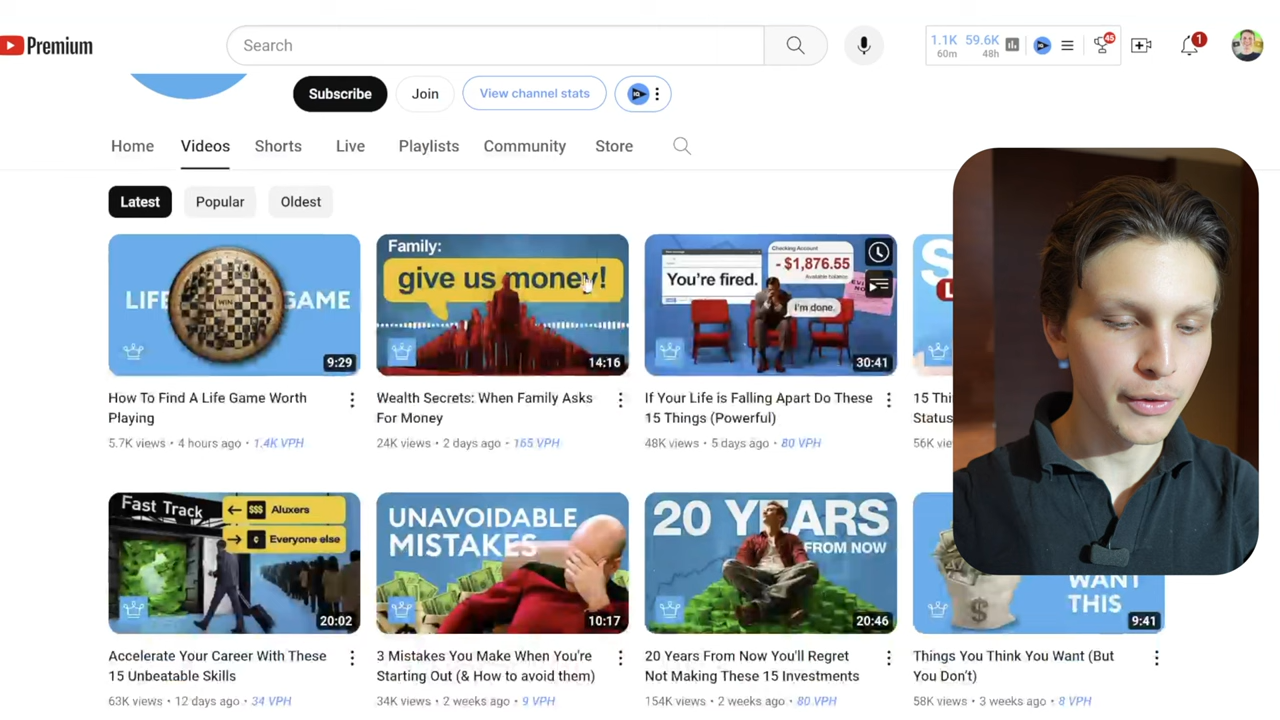 Premium
Search
1.1K 59.6K
60m 48h
45
1
Subscribe
Join
View channel stats
Home
Videos
Shorts
Live
Playlists
Community
Store
Latest
Popular
Oldest
LIFE GAME
WIN
9:29
Family:
give us money!
14:16
You're fired.
Checking Account
- $1,876.55
Available balance
I'm done.
30:41
How To Find A Life Game Worth
Playing
5.7K views • 4 hours ago • 1.4K VPH
Wealth Secrets: When Family Asks
For Money
24K views • 2 days ago • 165 VPH
If Your Life is Falling Apart Do These
15 Things (Powerful)
48K views • 5 days ago • 80 VPH
15
Status
56K
Fast Track
$$$ Aluxers
¢ Everyone else
20:02
UNAVOIDABLE
MISTAKES
10:17
20 YEARS
FROM NOW
20:46
$
WANT
THIS
9:41
Accelerate Your Career With These
15 Unbeatable Skills
63K views • 12 days ago • 34 VPH
3 Mistakes You Make When You're
Starting Out (& How to avoid them)
34K views • 2 weeks ago • 9 VPH
20 Years From Now You'll Regret
Not Making These 15 Investments
154K views • 2 weeks ago • 80 VPH
Things You Think You Want (But
You Don't)
58K views • 3 weeks ago • 8 VPH